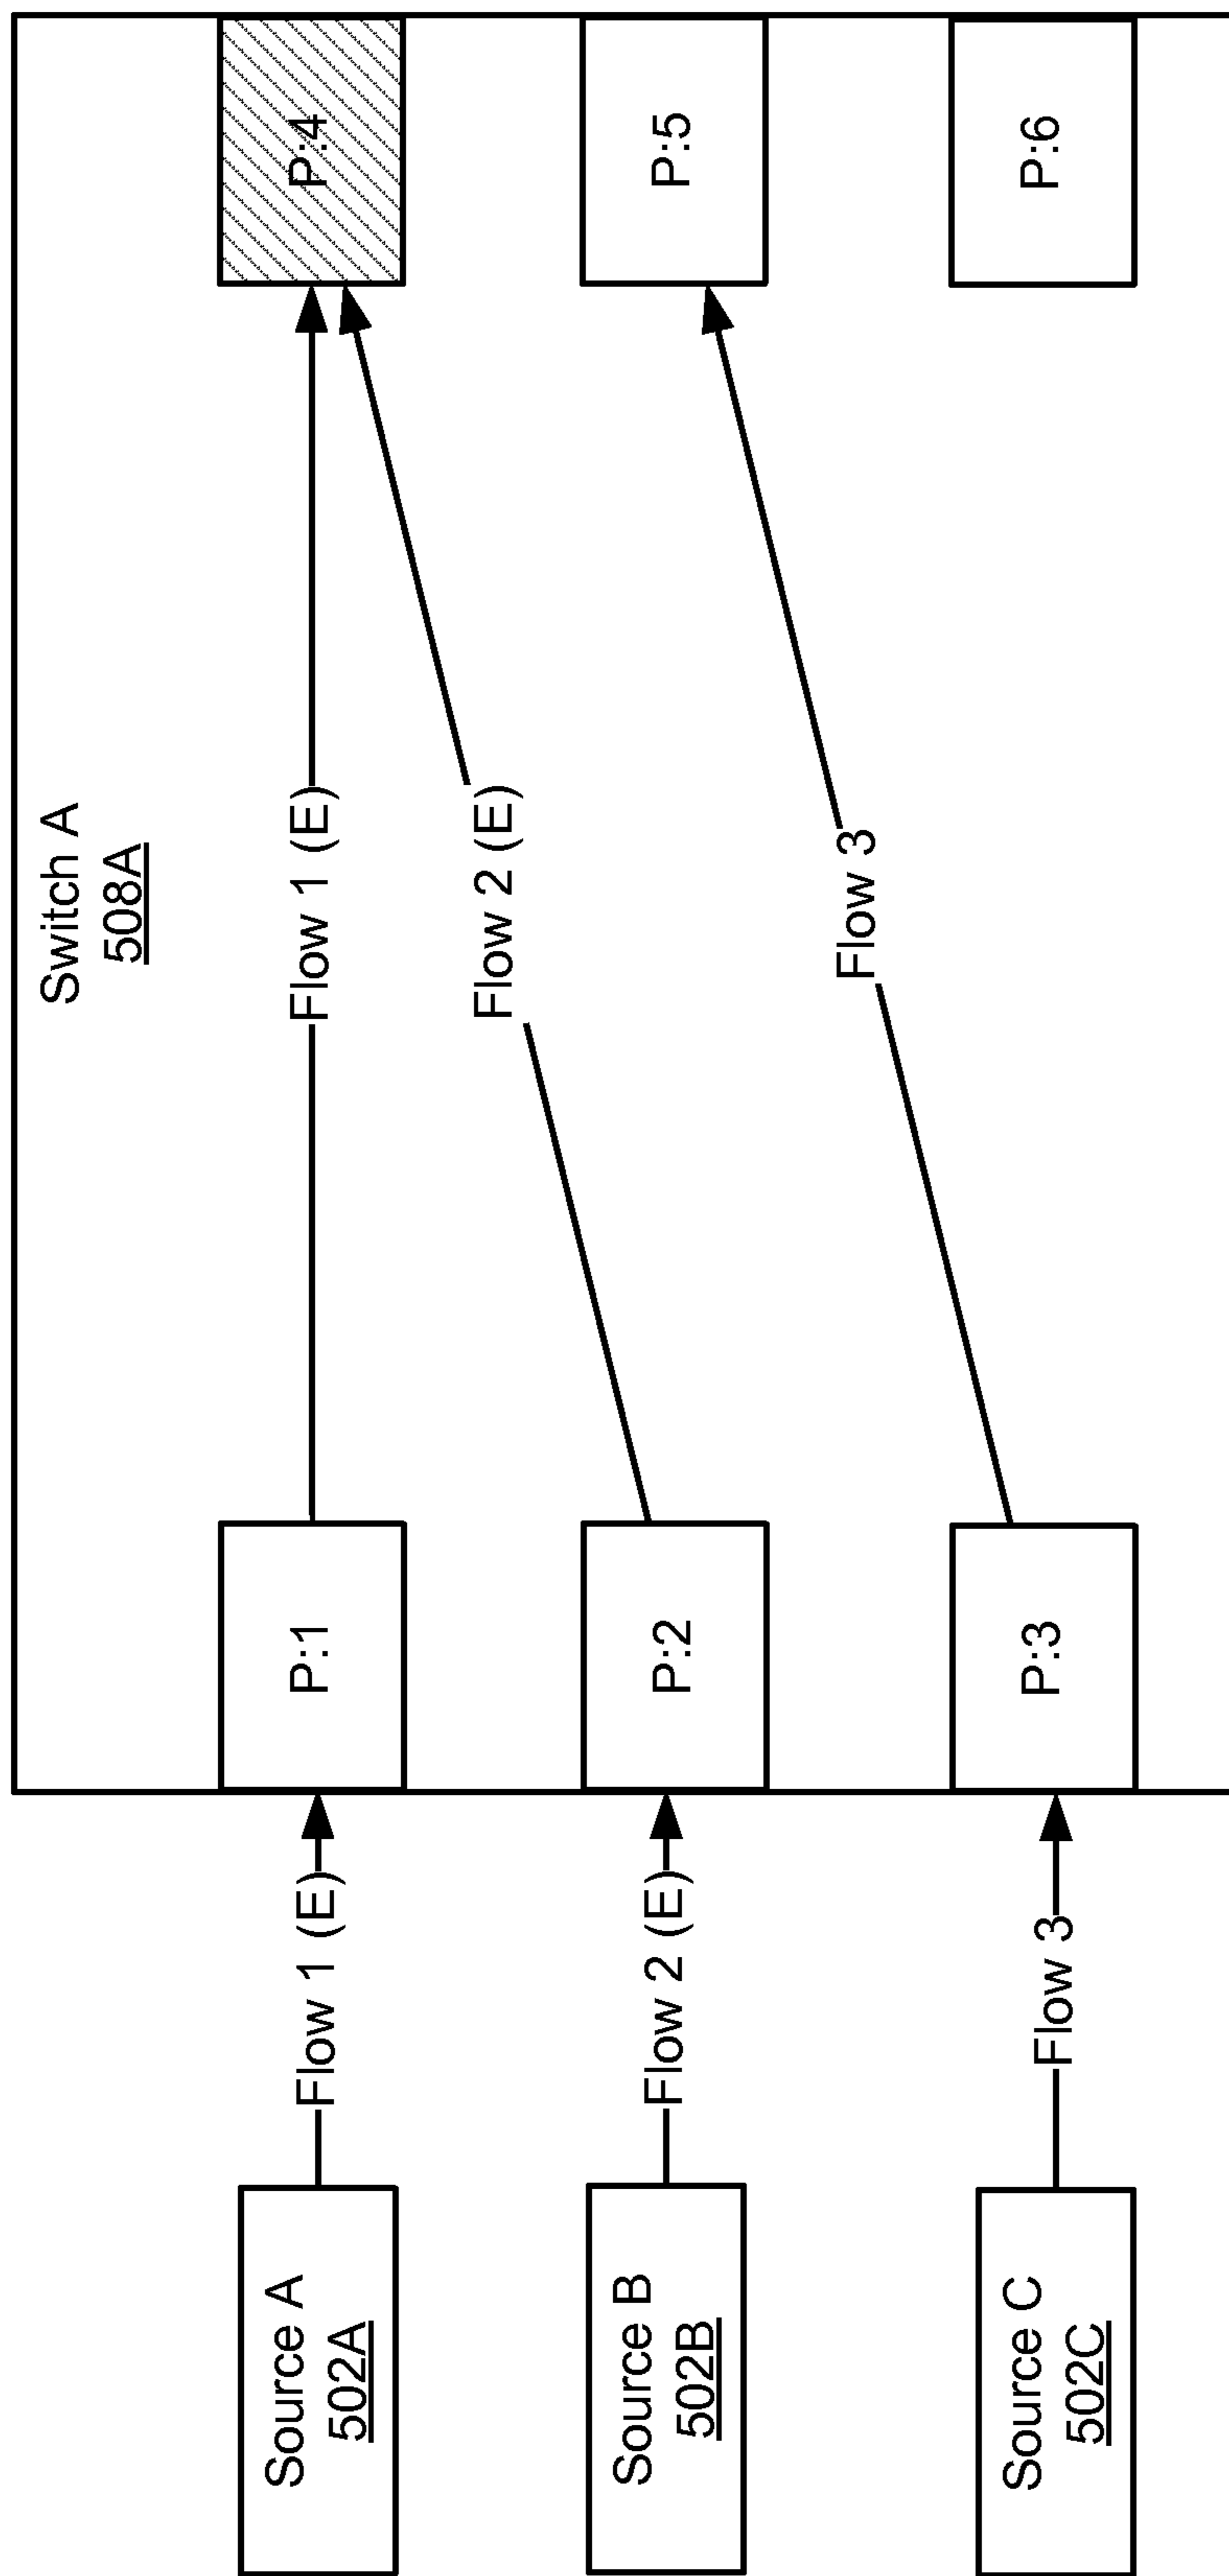 Switch A
508A
Source A
502A
Flow 1 (E)
P:1
Flow 1 (E)
P:4
Source B
502B
Flow 2 (E)
P:2
Flow 2 (E)
P:5
Source C
502C
Flow 3
P:3
Flow 3
P:6